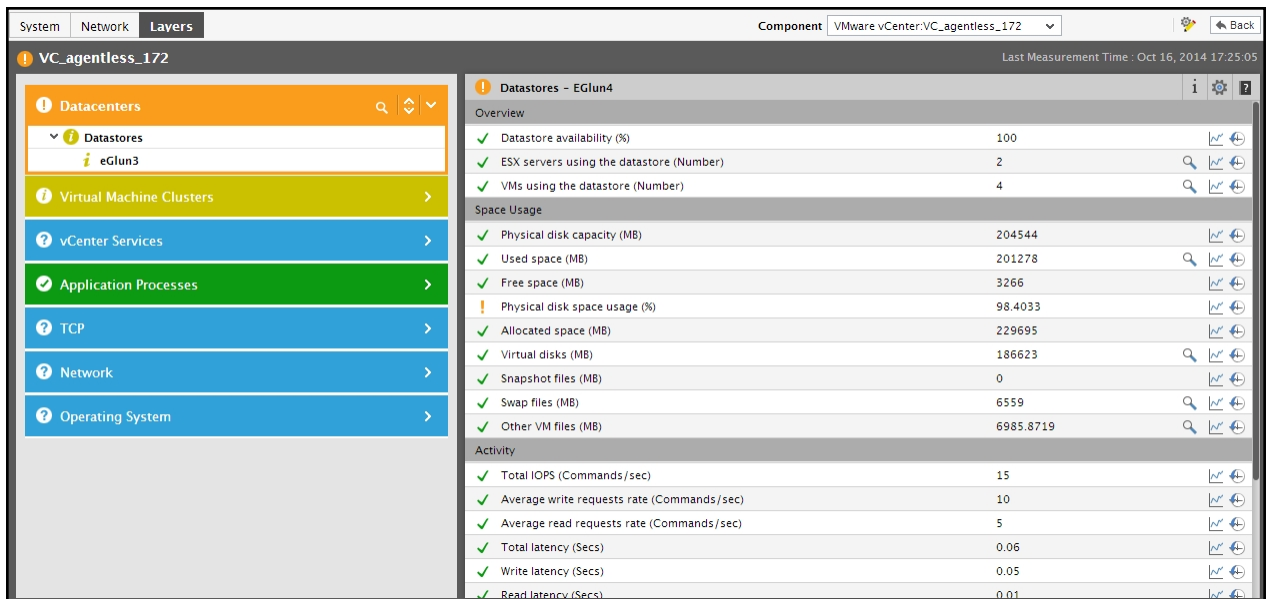 System Network Layers Component VMware vCenter:VC_agentless_172 Back
VC_agentless_172 Last Measurement Time : Oct 16, 2014 17:25:05
Datacenters
Datastores
eGlun3
Virtual Machine Clusters
vCenter Services
Application Processes
TCP
Network
Operating System
Datastores - EGlun4
Overview
Datastore availability (%) 100
ESX servers using the datastore (Number) 2
VMs using the datastore (Number) 4
Space Usage
Physical disk capacity (MB) 204544
Used space (MB) 201278
Free space (MB) 3266
Physical disk space usage (%) 98.4033
Allocated space (MB) 229695
Virtual disks (MB) 186623
Snapshot files (MB) 0
Swap files (MB) 6559
Other VM files (MB) 6985.8719
Activity
Total IOPS (Commands/sec) 15
Average write requests rate (Commands/sec) 10
Average read requests rate (Commands/sec) 5
Total latency (Secs) 0.06
Write latency (Secs) 0.05
Read latency (Secs) 0.01